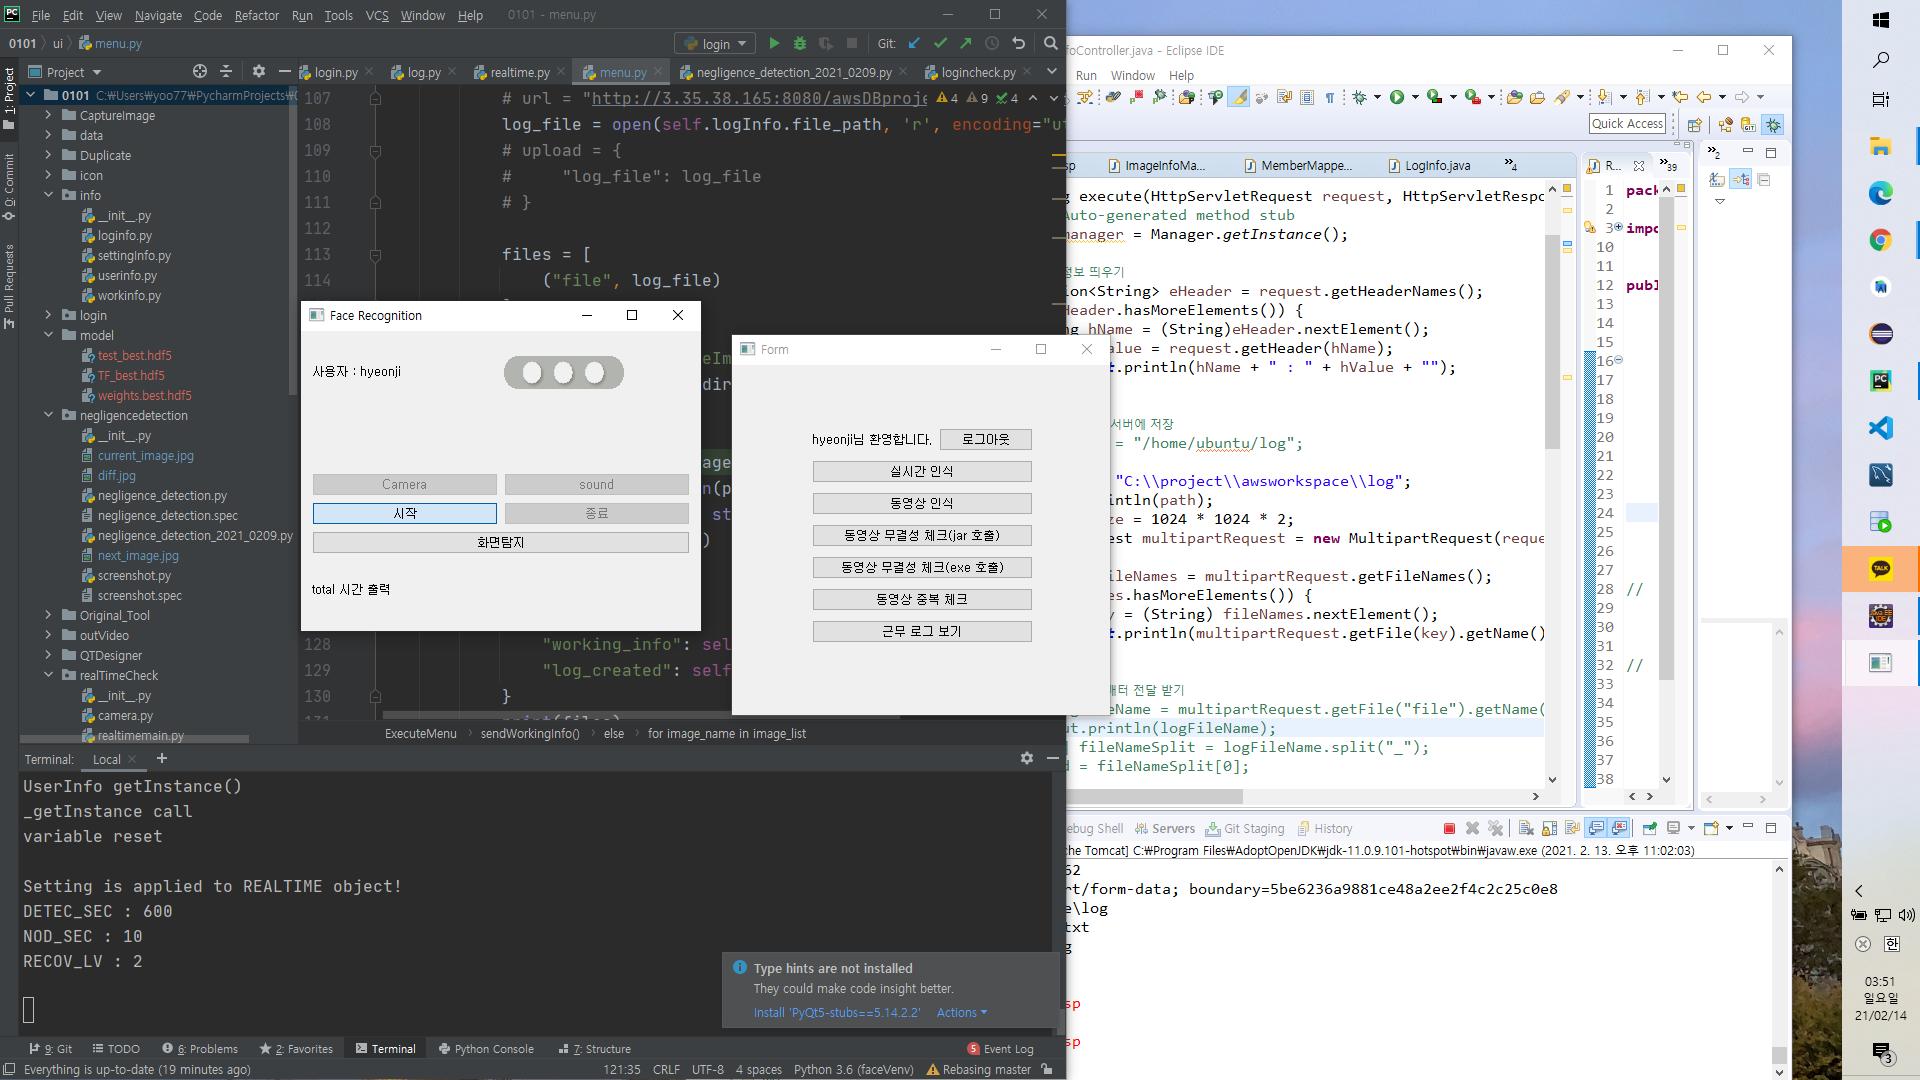 File Edit View Navigate Code Refactor Run Tools VCS Window Help 0101 - menu.py
0101 ui menu.py
login
Git:
Project
login.py log.py realtime.py menu.py negligence_detection_2021_0209.py logincheck.py
1: Project
0: Commit
Pull Requests
0101 C:₩Users₩yoo77₩PycharmProjects₩
CaptureImage
data
Duplicate
icon
info
__init__.py
loginfo.py
settingInfo.py
userinfo.py
workinfo.py
login
model
test_best.hdf5
TF_best.hdf5
weights.best.hdf5
negligencedetection
__init__.py
current_image.jpg
diff.jpg
negligence_detection.py
negligence_detection.spec
negligence_detection_2021_0209.py
next_image.jpg
screenshot.py
screenshot.spec
Original_Tool
outVideo
QTDesigner
realTimeCheck
__init__.py
camera.py
realtimemain.py
107 # url = "http://3.35.38.165:8080/awsDBproje
4 9 4
108 log_file = open(self.logInfo.file_path, 'r', encoding="ut
109 # upload = {
110 # "log_file": log_file
111 # }
112
113 files = [
114 ("file", log_file)
128 "working_info": sel
129 "log_created": self
130 }
ExecuteMenu sendWorkingInfo() else for image_name in image_list
Face Recognition
사용자 : hyeonji
Camera sound
시작 종료
화면탐지
total 시간 출력
Form
hyeonji님 환영합니다. 로그아웃
실시간 인식
동영상 인식
동영상 무결성 체크(jar 호출)
동영상 무결성 체크(exe 호출)
동영상 중복 체크
근무 로그 보기
Terminal: Local
UserInfo getInstance()
_getInstance call
variable reset
Setting is applied to REALTIME object!
DETEC_SEC : 600
NOD_SEC : 10
RECOV_LV : 2
Type hints are not installed
They could make code insight better.
Install 'PyQt5-stubs==5.14.2.2' Actions
9: Git TODO 6: Problems 2: Favorites Terminal Python Console 7: Structure 5 Event Log
Everything is up-to-date (19 minutes ago) 121:35 CRLF UTF-8 4 spaces Python 3.6 (faceVenv) Rebasing master
foController.java - Eclipse IDE
Run Window Help
Quick Access
sp ImageInfoMa... MemberMappe... LogInfo.java 4
R... 39
2
g execute(HttpServletRequest request, HttpServletRespo
Auto-generated method stub
manager = Manager.getInstance();
정보 띄우기
ion<String> eHeader = request.getHeaderNames();
Header.hasMoreElements()) {
ng hName = (String)eHeader.nextElement();
alue = request.getHeader(hName);
t.println(hName + " : " + hValue + "");
서버에 저장
= "/home/ubuntu/log";
"C:\\project\\awsworkspace\\log";
intln(path);
ze = 1024 * 1024 * 2;
est multipartRequest = new MultipartRequest(reque
ileNames = multipartRequest.getFileNames();
es.hasMoreElements()) {
y = (String) fileNames.nextElement();
t.println(multipartRequest.getFile(key).getName()
터 전달 받기
eName = multipartRequest.getFile("file").getName(
ut.println(logFileName);
] fileNameSplit = logFileName.split("_");
d = fileNameSplit[0];
1 pack
2
3 impo
10
11
12 publ
13
14
15
16
17
18
19
20
21
22
23
24
25
26
27
28 //
29
30
31
32 //
33
34
35
36
37
38
ebug Shell Servers Git Staging History
che Tomcat] C:₩Program Files₩AdoptOpenJDK₩jdk-11.0.9.101-hotspot₩bin₩javaw.exe (2021. 2. 13. 오후 11:02:03)
62
rt/form-data; boundary=5be6236a9881ce48a2ee2f4c2c25c0e8
e\log
txt
g
sp
sp
TALK
한
03:51
일요일
21/02/14
3